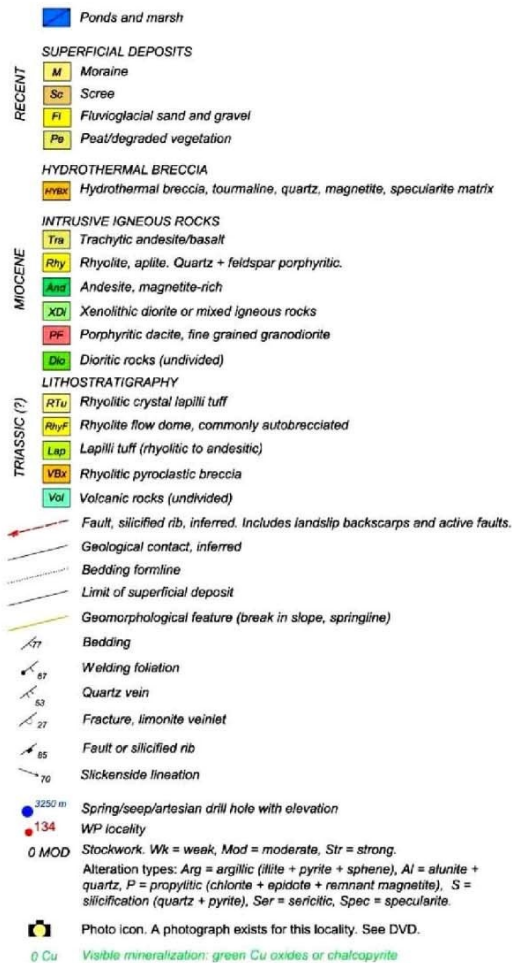 Ponds and marsh
SUPERFICIAL DEPOSITS
RECENT
M Moraine
Sc Scree
Fl Fluvioglacial sand and gravel
Pe Peat/degraded vegetation
HYDROTHERMAL BRECCIA
HYBX Hydrothermal breccia, tourmaline, quartz, magnetite, specularite matrix
INTRUSIVE IGNEOUS ROCKS
MIOCENE
Tra Trachytic andesite/basalt
Rhy Rhyolite, aplite. Quartz + feldspar porphyritic.
And Andesite, magnetite-rich
XDi Xenolithic diorite or mixed igneous rocks
PF Porphyritic dacite, fine grained granodiorite
Dio Dioritic rocks (undivided)
LITHOSTRATIGRAPHY
TRIASSIC (?)
RTu Rhyolitic crystal lapilli tuff
RhyF Rhyolite flow dome, commonly autobrecciated
Lap Lapilli tuff (rhyolitic to andesitic)
VBx Rhyolitic pyroclastic breccia
Vol Volcanic rocks (undivided)
Fault, silicified rib, inferred. Includes landslip backscarps and active faults.
Geological contact, inferred
Bedding formline
Limit of superficial deposit
Geomorphological feature (break in slope, springline)
77 Bedding
67 Welding foliation
53 Quartz vein
27 Fracture, limonite veinlet
85 Fault or silicified rib
70 Slickenside lineation
3250 m Spring/seep/artesian drill hole with elevation
134 WP locality
0 MOD Stockwork. Wk = weak, Mod = moderate, Str = strong.
Alteration types: Arg = argillic (illite + pyrite + sphene), Al = alunite +
quartz, P = propylitic (chlorite + epidote + remnant magnetite), S =
silicification (quartz + pyrite), Ser = sericitic, Spec = specularite.
Photo icon. A photograph exists for this locality. See DVD.
0 Cu Visible mineralization: green Cu oxides or chalcopyrite